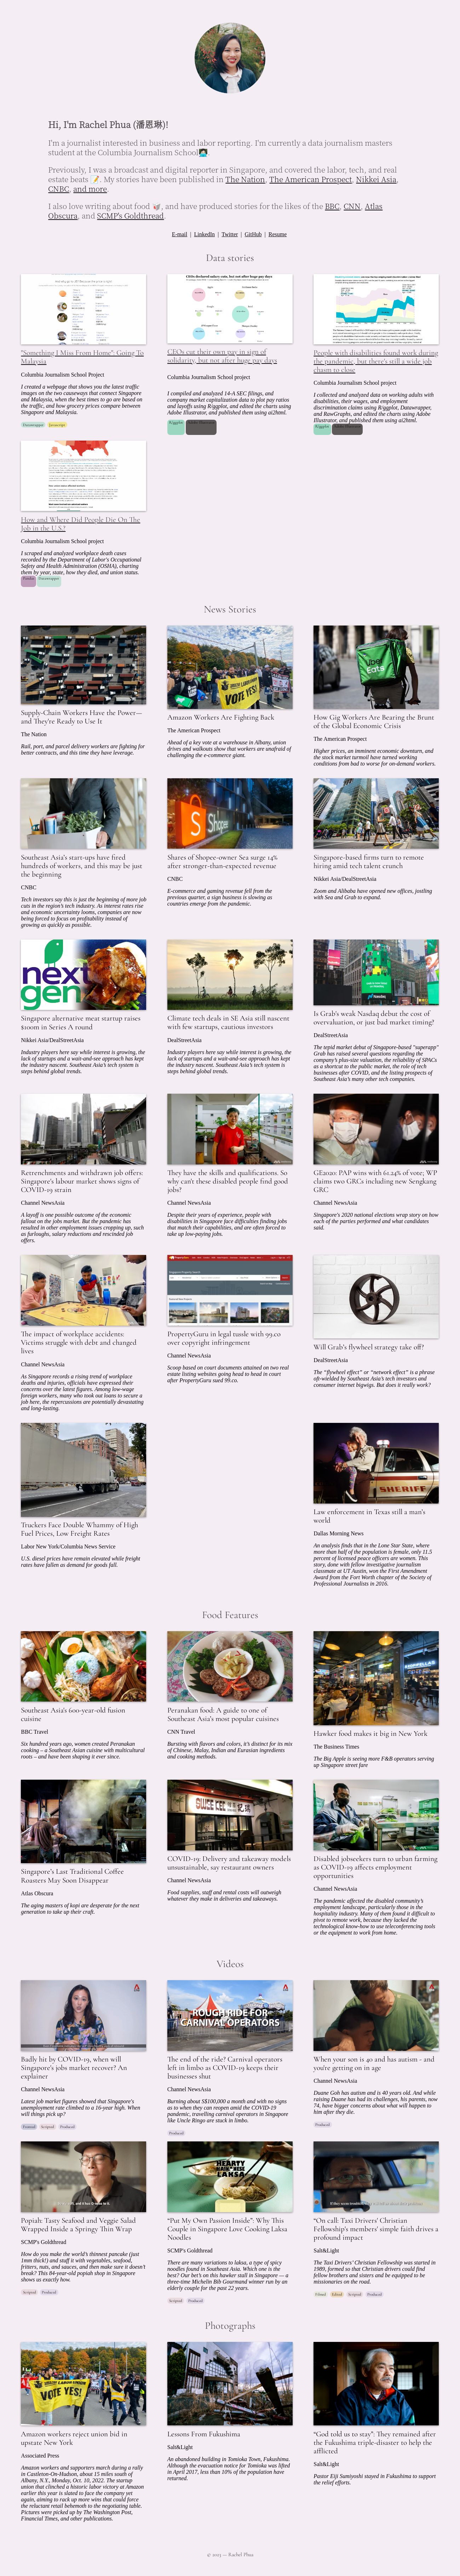 Hi, I'm Rachel Phua (潘恩琳)!
I'm a journalist interested in business and labor reporting. I'm currently a data journalism masters
student at the Columbia Journalism School👩🏻‍💻.
Previously, I was a broadcast and digital reporter in Singapore, and covered the labor, tech, and real
estate beats 📝. My stories have been published in The Nation, The American Prospect, Nikkei Asia,
CNBC, and more.
I also love writing about food 🥡, and have produced stories for the likes of the BBC, CNN, Atlas
Obscura, and SCMP's Goldthread.
E-mail | LinkedIn | Twitter | GitHub | Resume
Data stories
"Something I Miss From Home": Going To
Malaysia
Columbia Journalism School Project
I created a webpage that captures the latest traffic
images on the two causeways that connect Singapore
and Malaysia, when the best times to go are based on
the traffic, and how grocery prices compare between
Singapore and Malaysia.
Datawrapper Javascript
CEOs cut their own pay in sign of
solidarity, but not after huge pay days
Columbia Journalism School project
I compiled and analyzed 14-A SEC filings, and
company market capitalization data to plot pay ratios
and layoffs using R/ggplot, and edited the charts using
Adobe Illustrator, and published them using ai2html.
R/ggplot
People with disabilities found work during
the pandemic, but there's still a wide job
chasm to close
Columbia Journalism School project
I collected and analyzed data on working adults with
disabilities, their wages, and employment
discrimination claims using R/ggplot, Datawrapper,
and RawGraphs, and edited the charts using Adobe
Illustrator, and published them using ai2html.
R/ggplot
How and Where Did People Die On The
Job in the U.S.?
Columbia Journalism School project
I scraped and analyzed workplace death cases
recorded by the Department of Labor's Occupational
Safety and Health Administration (OSHA), charting
them by year, state, how they died, and union status.
Pandas Datawrapper
News Stories
Supply-Chain Workers Have the Power—
and They're Ready to Use It
The Nation
Rail, port, and parcel delivery workers are fighting for
better contracts, and this time they have leverage.
VOTE YES!
Amazon Workers Are Fighting Back
The American Prospect
Ahead of a key vote at a warehouse in Albany, union
drives and walkouts show that workers are unafraid of
challenging the e-commerce giant.
Uber
Eats
How Gig Workers Are Bearing the Brunt
of the Global Economic Crisis
The American Prospect
Higher prices, an imminent economic downturn, and
the stock market turmoil have turned working
conditions from bad to worse for on-demand workers.
Southeast Asia's start-ups have fired
hundreds of workers, and this may be just
the beginning
CNBC
Tech investors say this is just the beginning of more job
cuts in the region's tech industry. As interest rates rise
and economic uncertainty looms, companies are now
being forced to focus on profitability instead of
growing as quickly as possible.
Shopee
Shares of Shopee-owner Sea surge 14%
after stronger-than-expected revenue
CNBC
E-commerce and gaming revenue fell from the
previous quarter, a sign business is slowing as
countries emerge from the pandemic.
Singapore-based firms turn to remote
hiring amid tech talent crunch
Nikkei Asia/DealStreetAsia
Zoom and Alibaba have opened new offices, jostling
with Sea and Grab to expand.
next
gen
Singapore alternative meat startup raises
$100m in Series A round
Nikkei Asia/DealStreetAsia
Industry players here say while interest is growing, the
lack of startups and a wait-and-see approach has kept
the industry nascent. Southeast Asia's tech system is
steps behind global trends.
Climate tech deals in SE Asia still nascent
with few startups, cautious investors
DealStreetAsia
Industry players here say while interest is growing, the
lack of startups and a wait-and-see approach has kept
the industry nascent. Southeast Asia's tech system is
steps behind global trends.
Is Grab's weak Nasdaq debut the cost of
overvaluation, or just bad market timing?
DealStreetAsia
The tepid market debut of Singapore-based "superapp"
Grab has raised several questions regarding the
company's plus-size valuation, the reliability of SPACs
as a shortcut to the public market, the role of tech
businesses after COVID, and the listing prospects of
Southeast Asia's many other tech companies.
Retrenchments and withdrawn job offers:
Singapore's labour market shows signs of
COVID-19 strain
Channel NewsAsia
A layoff is one possible outcome of the economic
fallout on the jobs market. But the pandemic has
resulted in other employment issues cropping up, such
as furloughs, salary reductions and rescinded job
offers.
They have the skills and qualifications. So
why can't these disabled people find good
jobs?
Channel NewsAsia
Despite their years of experience, people with
disabilities in Singapore face difficulties finding jobs
that match their capabilities, and are often forced to
take up low-paying jobs.
GE2020: PAP wins with 61.24% of vote; WP
claims two GRCs including new Sengkang
GRC
Channel NewsAsia
Singapore's 2020 national elections wrap story on how
each of the parties performed and what candidates
said.
The impact of workplace accidents:
Victims struggle with debt and changed
lives
Channel NewsAsia
As Singapore records a rising trend of workplace
deaths and injuries, officials have expressed their
concerns over the latest figures. Among low-wage
foreign workers, many who took out loans to secure a
job here, the repercussions are potentially devastating
and long-lasting.
PropertyGuru in legal tussle with 99.co
over copyright infringement
Channel NewsAsia
Scoop based on court documents attained on two real
estate listing websites going head to head in court
after PropertyGuru sued 99.co.
Will Grab's flywheel strategy take off?
DealStreetAsia
The "flywheel effect" or "network effect" is a phrase
oft-wielded by Southeast Asia's tech investors and
consumer internet bigwigs. But does it really work?
Truckers Face Double Whammy of High
Fuel Prices, Low Freight Rates
Labor New York/Columbia News Service
U.S. diesel prices have remain elevated while freight
rates have fallen as demand for goods fall.
SHERIFF
Law enforcement in Texas still a man's
world
Dallas Morning News
An analysis finds that in the Lone Star State, where
more than half of the population is female, only 11.5
percent of licensed peace officers are women. This
story, done with fellow investigative journalism
classmate at UT Austin, won the First Amendment
Award from the Fort Worth chapter of the Society of
Professional Journalists in 2016.
Food Features
Southeast Asia's 600-year-old fusion
cuisine
BBC Travel
Six hundred years ago, women created Peranakan
cooking – a Southeast Asian cuisine with multicultural
roots – and have been shaping it ever since.
Peranakan food: A guide to one of
Southeast Asia's most popular cuisines
CNN Travel
Bursting with flavors and colors, it's distinct for its mix
of Chinese, Malay, Indian and Eurasian ingredients
and cooking methods.
Hawker food makes it big in New York
The Business Times
The Big Apple is seeing more F&B operators serving
up Singapore street fare
Singapore's Last Traditional Coffee
Roasters May Soon Disappear
Atlas Obscura
The aging masters of kopi are desperate for the next
generation to take up their craft.
SWEE KEE
COVID-19: Delivery and takeaway models
unsustainable, say restaurant owners
Channel NewsAsia
Food supplies, staff and rental costs will outweigh
whatever they make in deliveries and takeaways.
Disabled jobseekers turn to urban farming
as COVID-19 affects employment
opportunities
Channel NewsAsia
The pandemic affected the disabled community's
employment landscape, particularly those in the
hospitality industry. Many of them found it difficult to
pivot to remote work, because they lacked the
technological know-how to use teleconferencing tools
or the equipment to work from home.
Videos
Badly hit by COVID-19, when will
Singapore's jobs market recover? An
explainer
Channel NewsAsia
Latest job market figures showed that Singapore's
unemployment rate climbed to a 16-year high. When
will things pick up?
Fronted Scripted Produced
ROUGH RIDE FOR
CARNIVAL OPERATORS
The end of the ride? Carnival operators
left in limbo as COVID-19 keeps their
businesses shut
Channel NewsAsia
Burning about S$100,000 a month and with no signs
as to when they can reopen amid the COVID-19
pandemic, travelling carnival operators in Singapore
like Uncle Ringo are stuck in limbo.
Produced
When your son is 40 and has autism - and
you're getting on in age
Channel NewsAsia
Duane Goh has autism and is 40 years old. And while
raising Duane has had its challenges, his parents, now
74, have bigger concerns about what will happen to
him after they die.
Produced
Popiah: Tasty Seafood and Veggie Salad
Wrapped Inside a Springy Thin Wrap
SCMP's Goldthread
How do you make the world's thinnest pancake (just
1mm thick!) and stuff it with vegetables, seafood,
fritters, nuts, and sauces, and then make sure it doesn't
break? This 84-year-old popiah shop in Singapore
shows us exactly how.
Scripted Produced
HEARTY
LAKSA
"Put My Own Passion Inside": Why This
Couple in Singapore Love Cooking Laksa
Noodles
SCMP's Goldthread
There are many variations to laksa, a type of spicy
noodles found in Southeast Asia. Which one is the
best? Our bet's on this hawker stall in Singapore — a
three-time Michelin Bib Gourmand winner run by an
elderly couple for the past 22 years.
Scripted Produced
"On call: Taxi Drivers' Christian
Fellowship's members' simple faith drives a
profound impact
Salt&Light
The Taxi Drivers' Christian Fellowship was started in
1989, formed so that Christian drivers could be find
fellow brothers and sisters and be equipped to be
missionaries on the road.
Filmed Edited Scripted Produced
Photographs
VOTE YES!
Amazon workers reject union bid in
upstate New York
Associated Press
Amazon workers and supporters march during a rally
in Castleton-On-Hudson, about 15 miles south of
Albany, N.Y., Monday, Oct. 10, 2022. The startup
union that clinched a historic labor victory at Amazon
earlier this year is slated to face the company yet
again, aiming to rack up more wins that could force
the reluctant retail behemoth to the negotiating table.
Pictures were picked up by The Washington Post,
Financial Times, and other publications.
Lessons From Fukushima
Salt&Light
An abandoned building in Tomioka Town, Fukushima.
Although the evacuation notice for Tomioka was lifted
in April 2017, less than 10% of the population have
returned.
"God told us to stay": They remained after
the Fukushima triple-disaster to help the
afflicted
Salt&Light
Pastor Eiji Sumiyoshi stayed in Fukushima to support
the relief efforts.
© 2023 — Rachel Phua